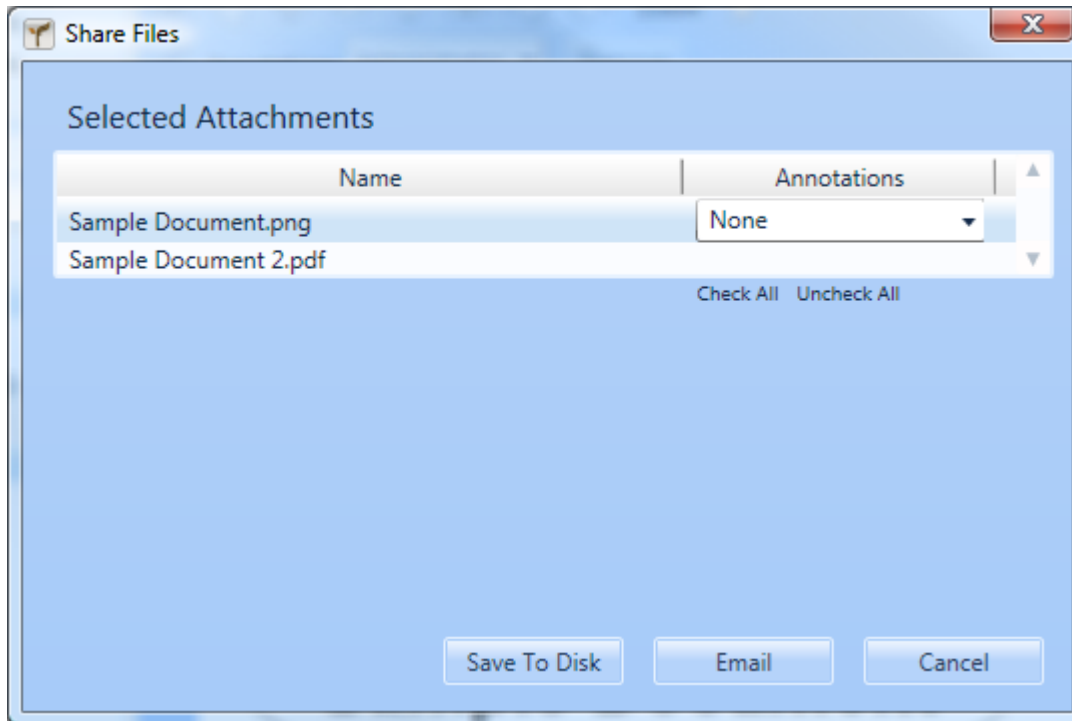 Share Files
Selected Attachments
Name Annotations
Sample Document.png None
Sample Document 2.pdf
Check All Uncheck All
Save To Disk Email Cancel